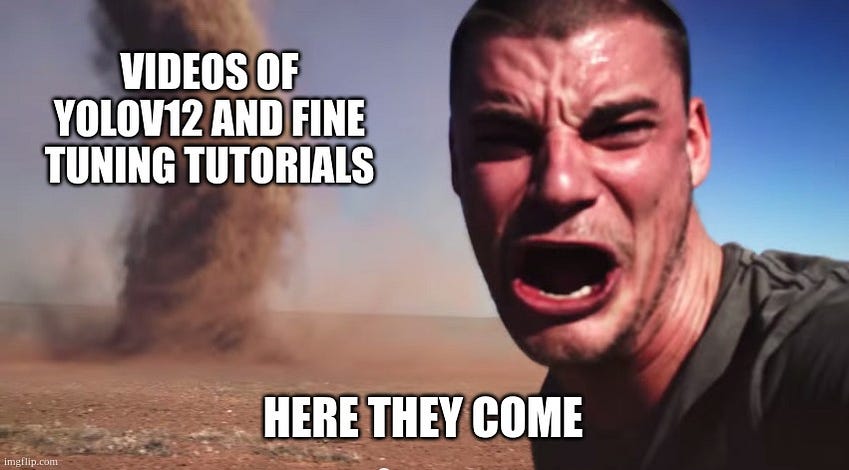 VIDEOS OF
YOLOV12 AND FINE
TUNING TUTORIALS
HERE THEY COME
imgflip.com